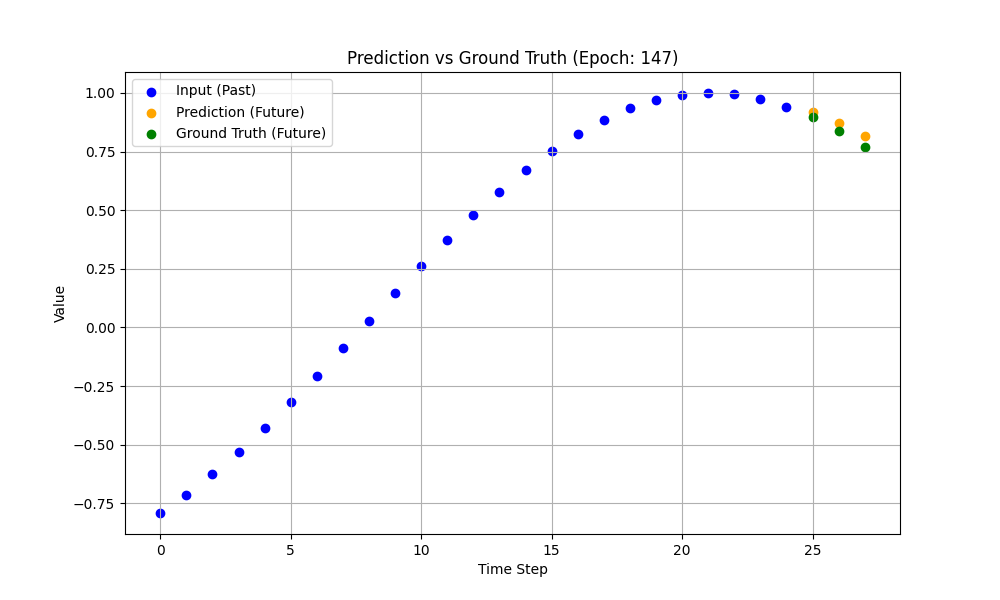 Prediction vs Ground Truth (Epoch: 147)
Input (Past)
Prediction (Future)
Ground Truth (Future)
1.00
0.75
0.50
0.25
0.00
−0.25
−0.50
−0.75
Value
0 5 10 15 20 25
Time Step